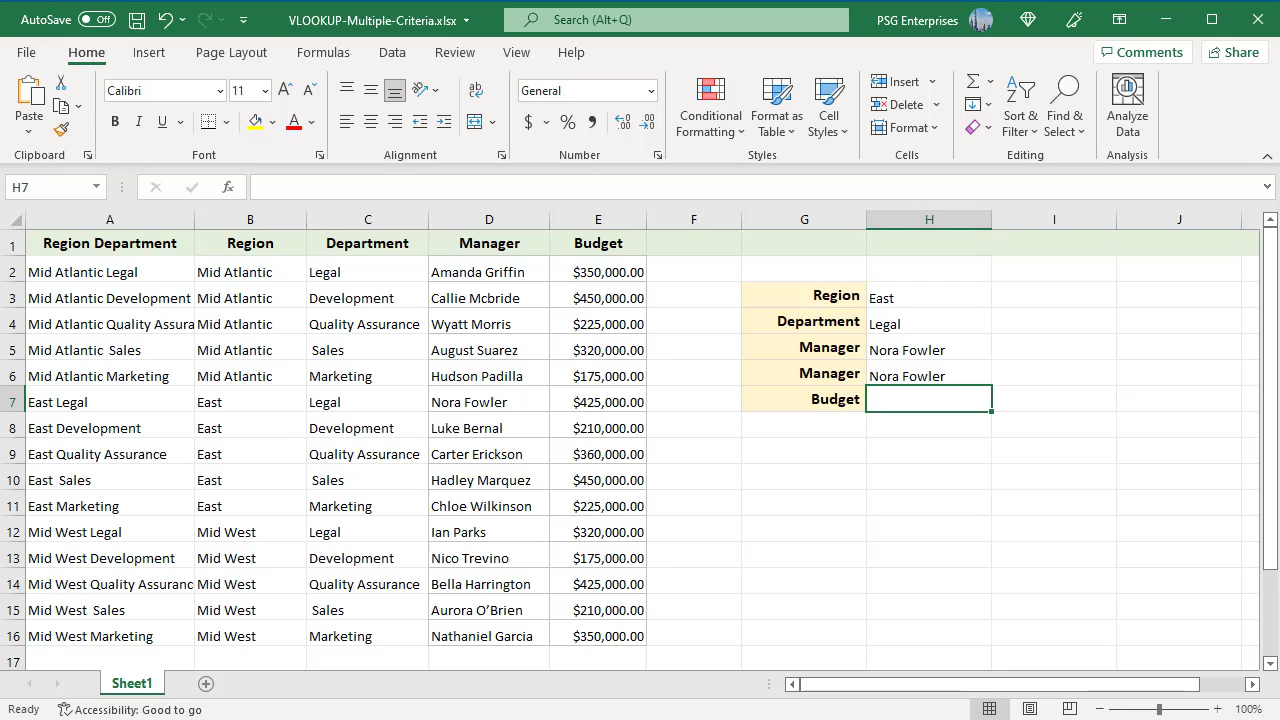 AutoSave Off VLOOKUP-Multiple-Criteria.xlsx Search (Alt+Q) PSG Enterprises
File Home Insert Page Layout Formulas Data Review View Help Comments Share
Paste
Clipboard
Calibri 11 A A
B I U A
Font
ab
Alignment
General
$ % 9
Number
Conditional Formatting
Format as Table
Cell Styles
Styles
Insert
Delete
Format
Cells
Sort & Filter
Find & Select
Editing
Analyze Data
Analysis
H7 fx
A B C D E F G H I J
1 Region Department Region Department Manager Budget
2 Mid Atlantic Legal Mid Atlantic Legal Amanda Griffin $350,000.00
3 Mid Atlantic Development Mid Atlantic Development Callie Mcbride $450,000.00 Region East
4 Mid Atlantic Quality Assura Mid Atlantic Quality Assurance Wyatt Morris $225,000.00 Department Legal
5 Mid Atlantic Sales Mid Atlantic Sales August Suarez $320,000.00 Manager Nora Fowler
6 Mid Atlantic Marketing Mid Atlantic Marketing Hudson Padilla $175,000.00 Manager Nora Fowler
7 East Legal East Legal Nora Fowler $425,000.00 Budget
8 East Development East Development Luke Bernal $210,000.00
9 East Quality Assurance East Quality Assurance Carter Erickson $360,000.00
10 East Sales East Sales Hadley Marquez $450,000.00
11 East Marketing East Marketing Chloe Wilkinson $225,000.00
12 Mid West Legal Mid West Legal Ian Parks $320,000.00
13 Mid West Development Mid West Development Nico Trevino $175,000.00
14 Mid West Quality Assuranc Mid West Quality Assurance Bella Harrington $425,000.00
15 Mid West Sales Mid West Sales Aurora O’Brien $210,000.00
16 Mid West Marketing Mid West Marketing Nathaniel Garcia $350,000.00
17
Sheet1
Ready Accessibility: Good to go 100%